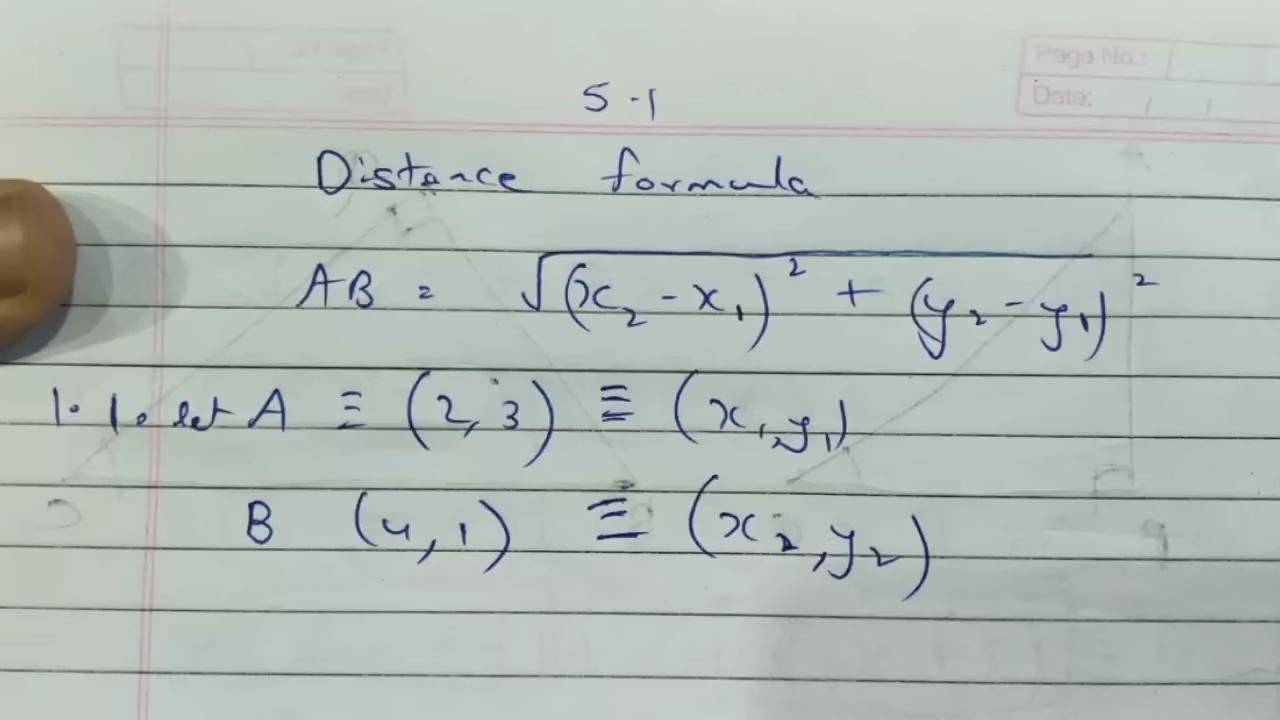 Page No.:
Date:
5.1
Distance formula
AB = √(x₂ - x₁)² + (y₂ - y₁)²
1. 1. let A ≡ (2, 3) ≡ (x₁, y₁)
B (4, 1) ≡ (x₂, y₂)